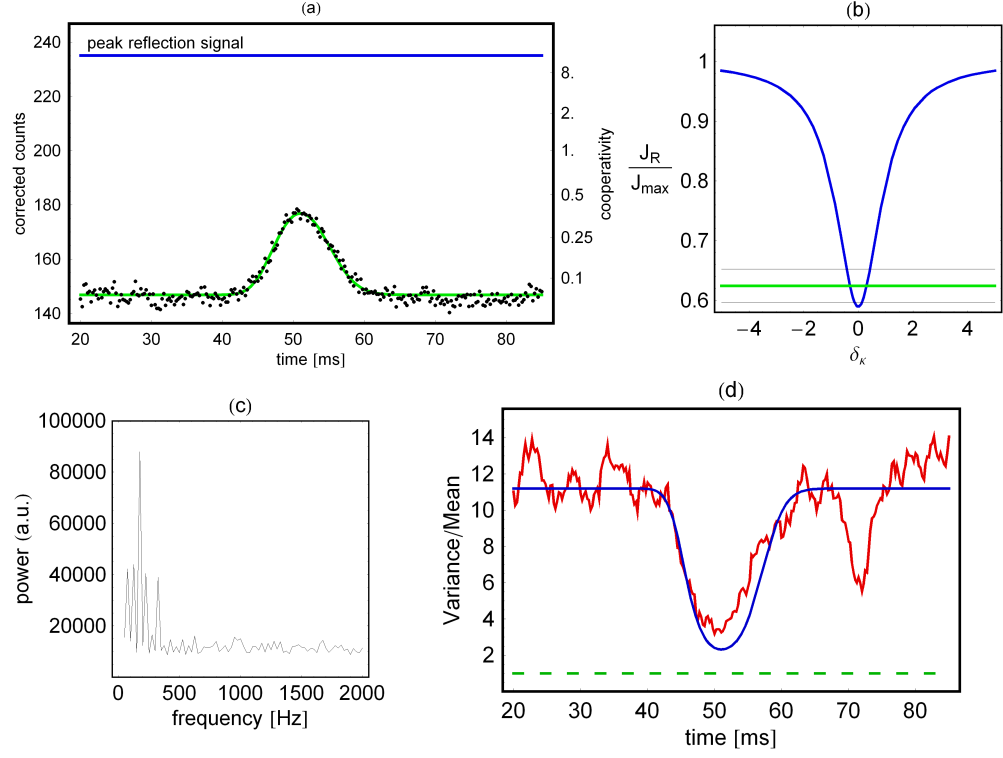 (a)
peak reflection signal
240
220
200
180
160
140
corrected counts
8.
2.
1.
0.5
0.25
0.1
cooperativity
20 30 40 50 60 70 80
time [ms]
(b)
1
0.9
0.8
0.7
0.6
J_R
J_max
−4 −2 0 2 4
δ_κ
(c)
100000
80000
60000
40000
20000
power (a.u.)
0 500 1000 1500 2000
frequency [Hz]
(d)
14
12
10
8
6
4
2
Variance/Mean
20 30 40 50 60 70 80
time [ms]